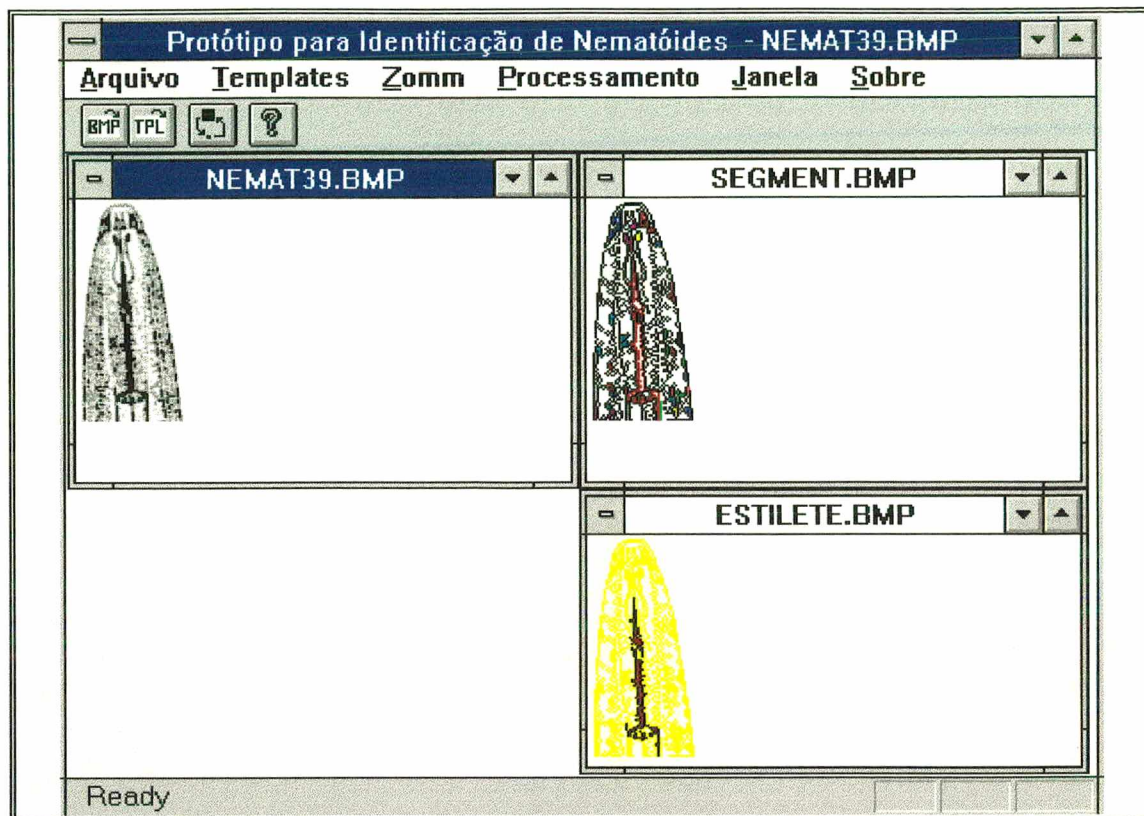 Protótipo para Identificação de Nematóides - NEMAT39.BMP
Arquivo Templates Zomm Processamento Janela Sobre
BMP TPL ?
NEMAT39.BMP
SEGMENT.BMP
ESTILETE.BMP
Ready